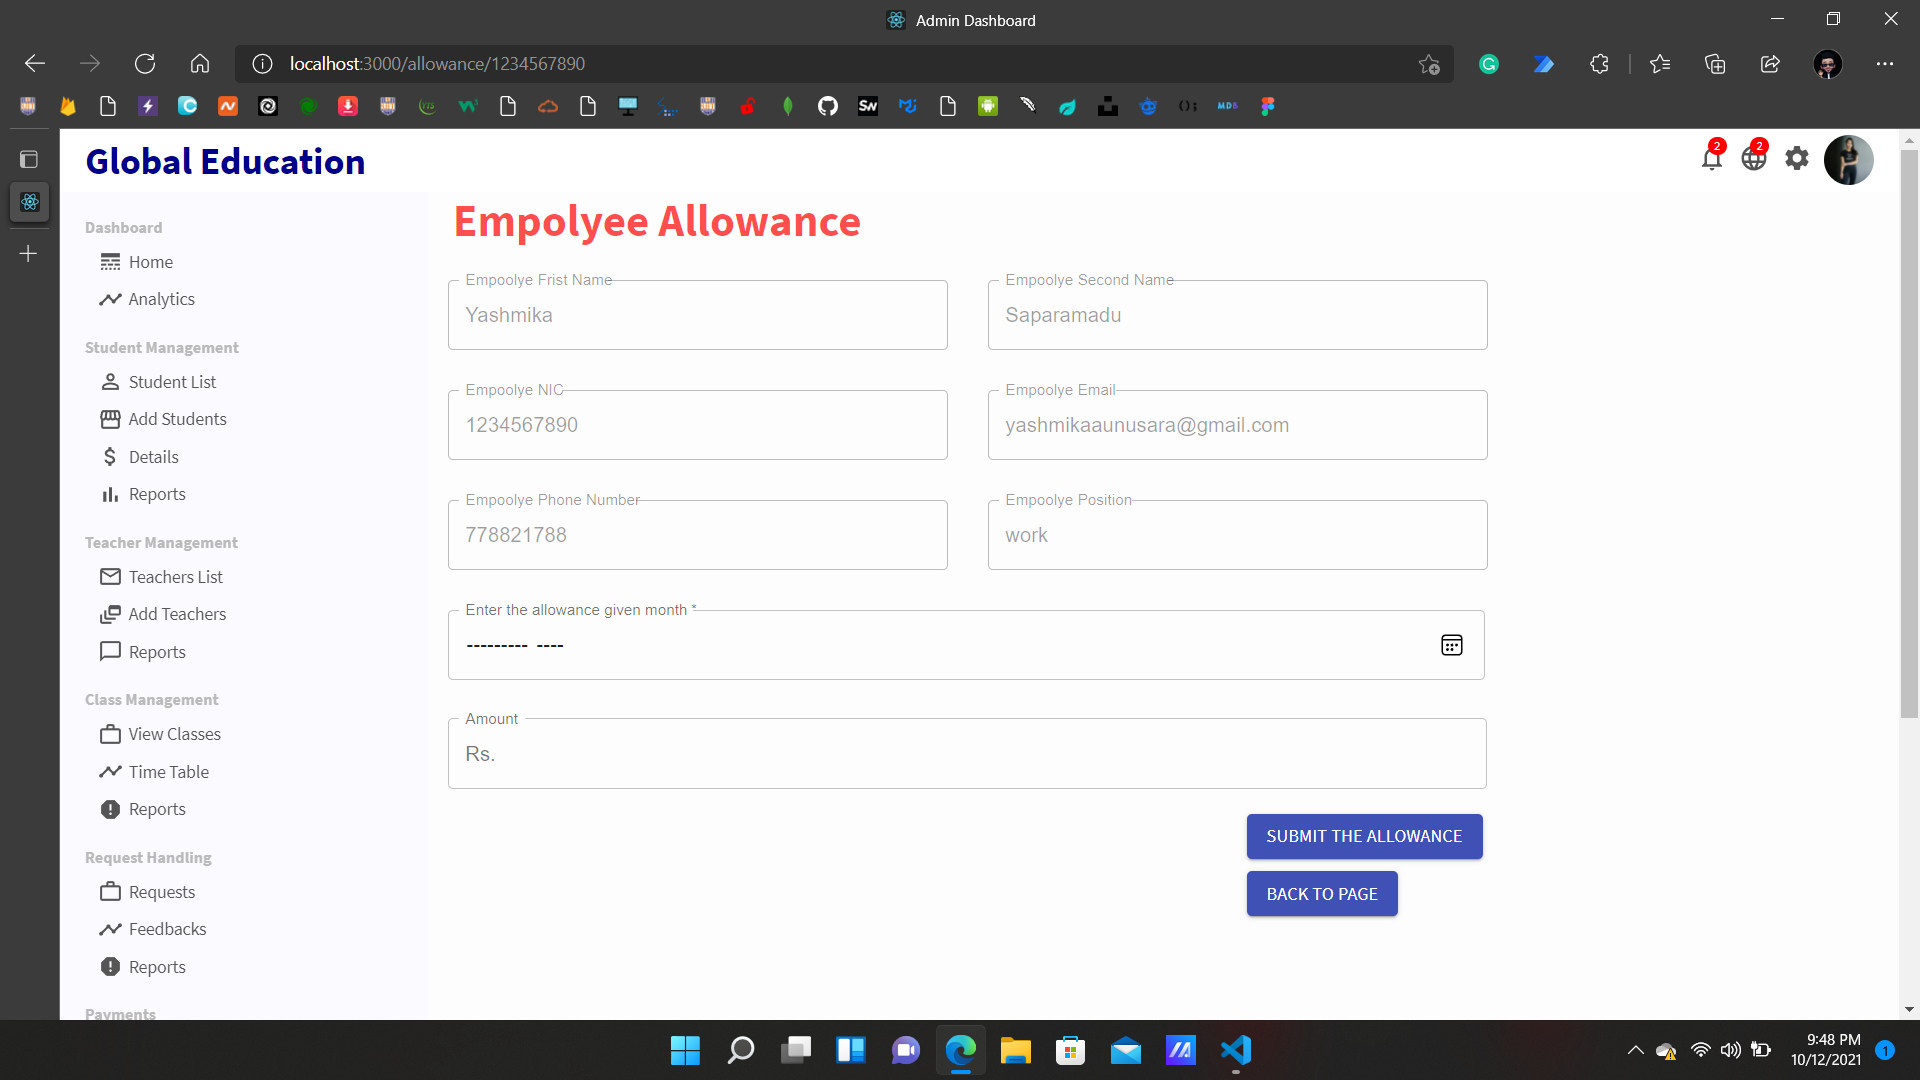 Admin Dashboard
localhost:3000/allowance/1234567890
Global Education
2
2
Dashboard
Home
Analytics
Student Management
Student List
Add Students
Details
Reports
Teacher Management
Teachers List
Add Teachers
Reports
Class Management
View Classes
Time Table
Reports
Request Handling
Requests
Feedbacks
Reports
Payments
Empolyee Allowance
Empoolye Frist Name
Yashmika
Empoolye Second Name
Saparamadu
Empoolye NIC
1234567890
Empoolye Email
yashmikaaunusara@gmail.com
Empoolye Phone Number
778821788
Empoolye Position
work
Enter the allowance given month *
--------- ----
Amount
Rs.
SUBMIT THE ALLOWANCE
BACK TO PAGE
9:48 PM
10/12/2021
1